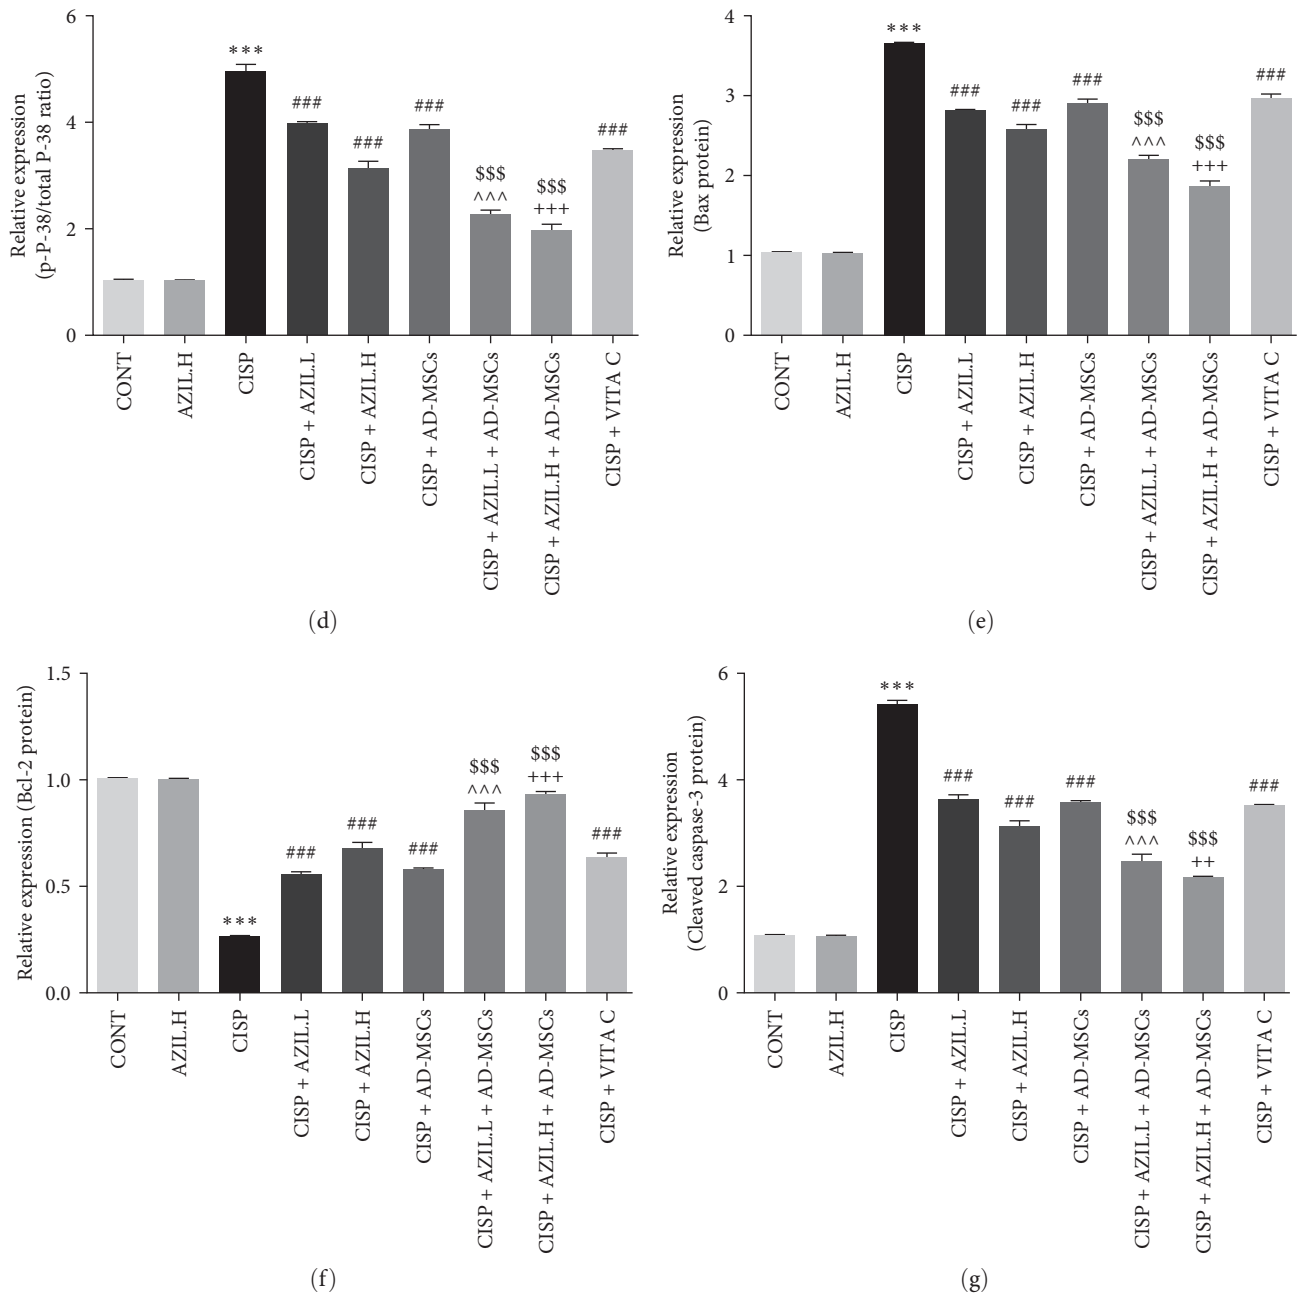 Relative expression
(p-P-38/total P-38 ratio)
6
4
2
0
***
###
###
###
$$$
^^^
$$$
+++
###
CONT
AZIL.H
CISP
CISP + AZIL.L
CISP + AZIL.H
CISP + AD-MSCs
CISP + AZIL.L + AD-MSCs
CISP + AZIL.H + AD-MSCs
CISP + VITA C
(d)
Relative expression
(Bax protein)
4
3
2
1
0
***
###
###
###
$$$
^^^
$$$
+++
###
CONT
AZIL.H
CISP
CISP + AZIL.L
CISP + AZIL.H
CISP + AD-MSCs
CISP + AZIL.L + AD-MSCs
CISP + AZIL.H + AD-MSCs
CISP + VITA C
(e)
Relative expression (Bcl-2 protein)
1.5
1.0
0.5
0.0
***
###
###
###
$$$
^^^
$$$
+++
###
CONT
AZIL.H
CISP
CISP + AZIL.L
CISP + AZIL.H
CISP + AD-MSCs
CISP + AZIL.L + AD-MSCs
CISP + AZIL.H + AD-MSCs
CISP + VITA C
(f)
Relative expression
(Cleaved caspase-3 protein)
6
4
2
0
***
###
###
###
$$$
^^^
$$$
++
###
CONT
AZIL.H
CISP
CISP + AZIL.L
CISP + AZIL.H
CISP + AD-MSCs
CISP + AZIL.L + AD-MSCs
CISP + AZIL.H + AD-MSCs
CISP + VITA C
(g)